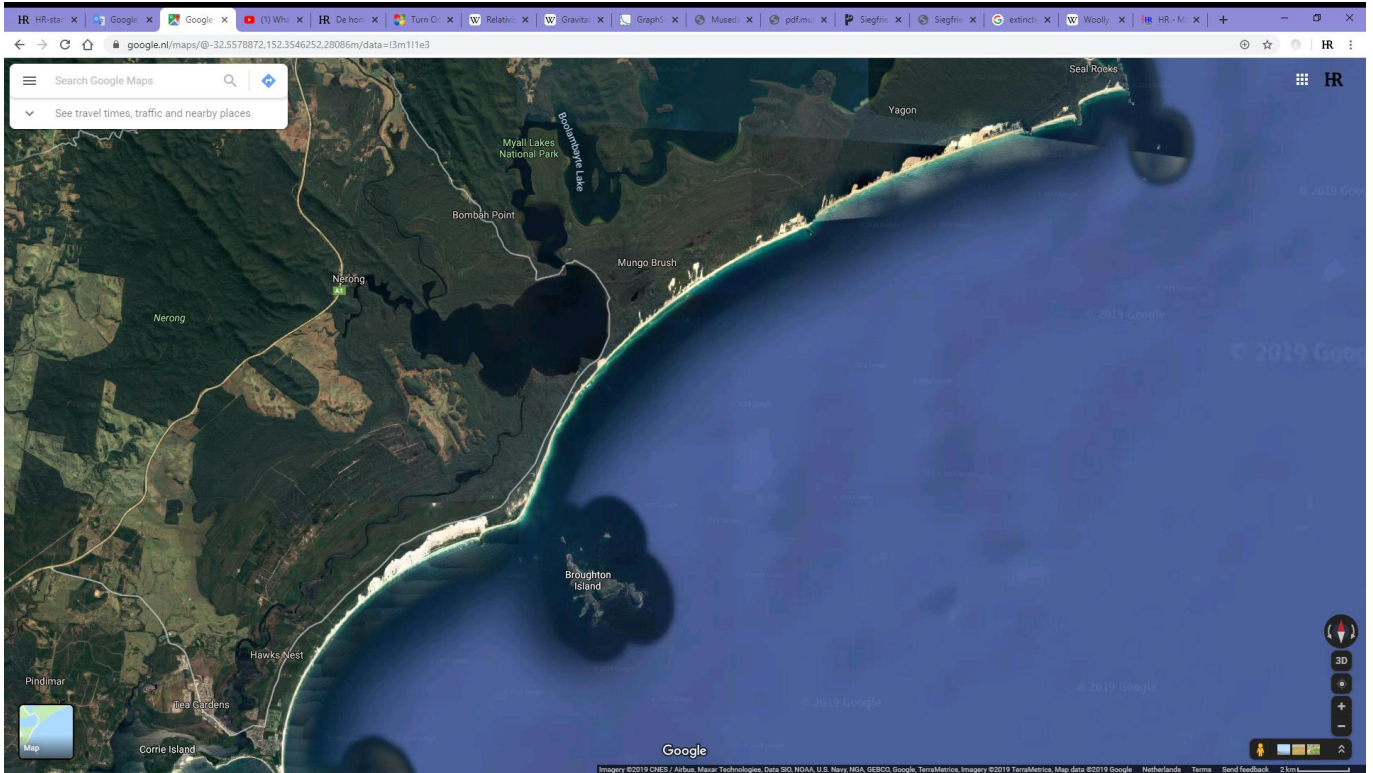 HR-star
Google
Google
(1) Wha
De hom
Turn O
Relativi
Gravita
GraphS
Mused
pdf.mu
Siegfrie
Siegfrie
extincti
Woolly
HR - M
google.nl/maps/@-32.5578872,152.3546252,28086m/data=!3m1!1e3
HR
Search Google Maps
See travel times, traffic and nearby places
HR
Seal Rocks
Yagon
Boolambayte Lake
Myall Lakes
National Park
Bombah Point
Mungo Brush
Nerong
A1
Nerong
© 2019 Google
© 2019 Goog
Broughton
Island
Hawks Nest
Pindimar
Tea Gardens
© 2019 Google
© 2019 Google
3D
Map
Corrie Island
Google
Imagery ©2019 CNES / Airbus, Maxar Technologies, Data SIO, NOAA, U.S. Navy, NGA, GEBCO, Google, TerraMetrics, Imagery ©2019 TerraMetrics, Map data ©2019 Google Netherlands Terms Send feedback 2 km